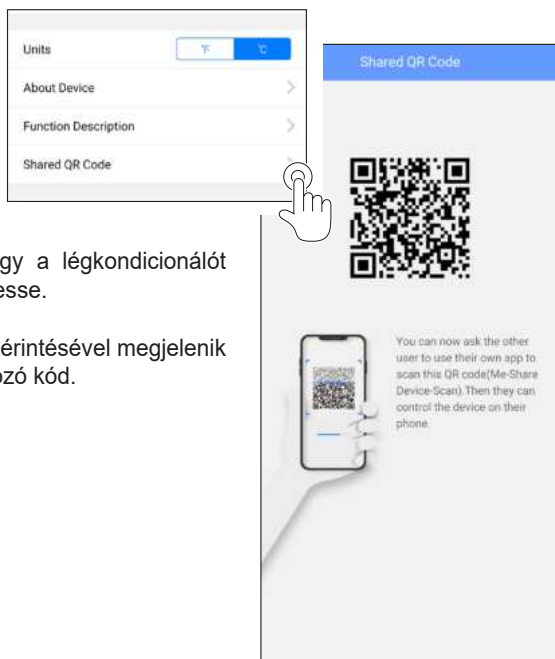 Units
°F
°C
About Device
Function Description
Shared QR Code
gy a légkondicionálót
esse.
érintésével megjelenik
ozó kód.
Shared QR Code
You can now ask the other
user to use their own app to
scan this QR code(Me-Share
Device-Scan).Then they can
control the device on their
phone.